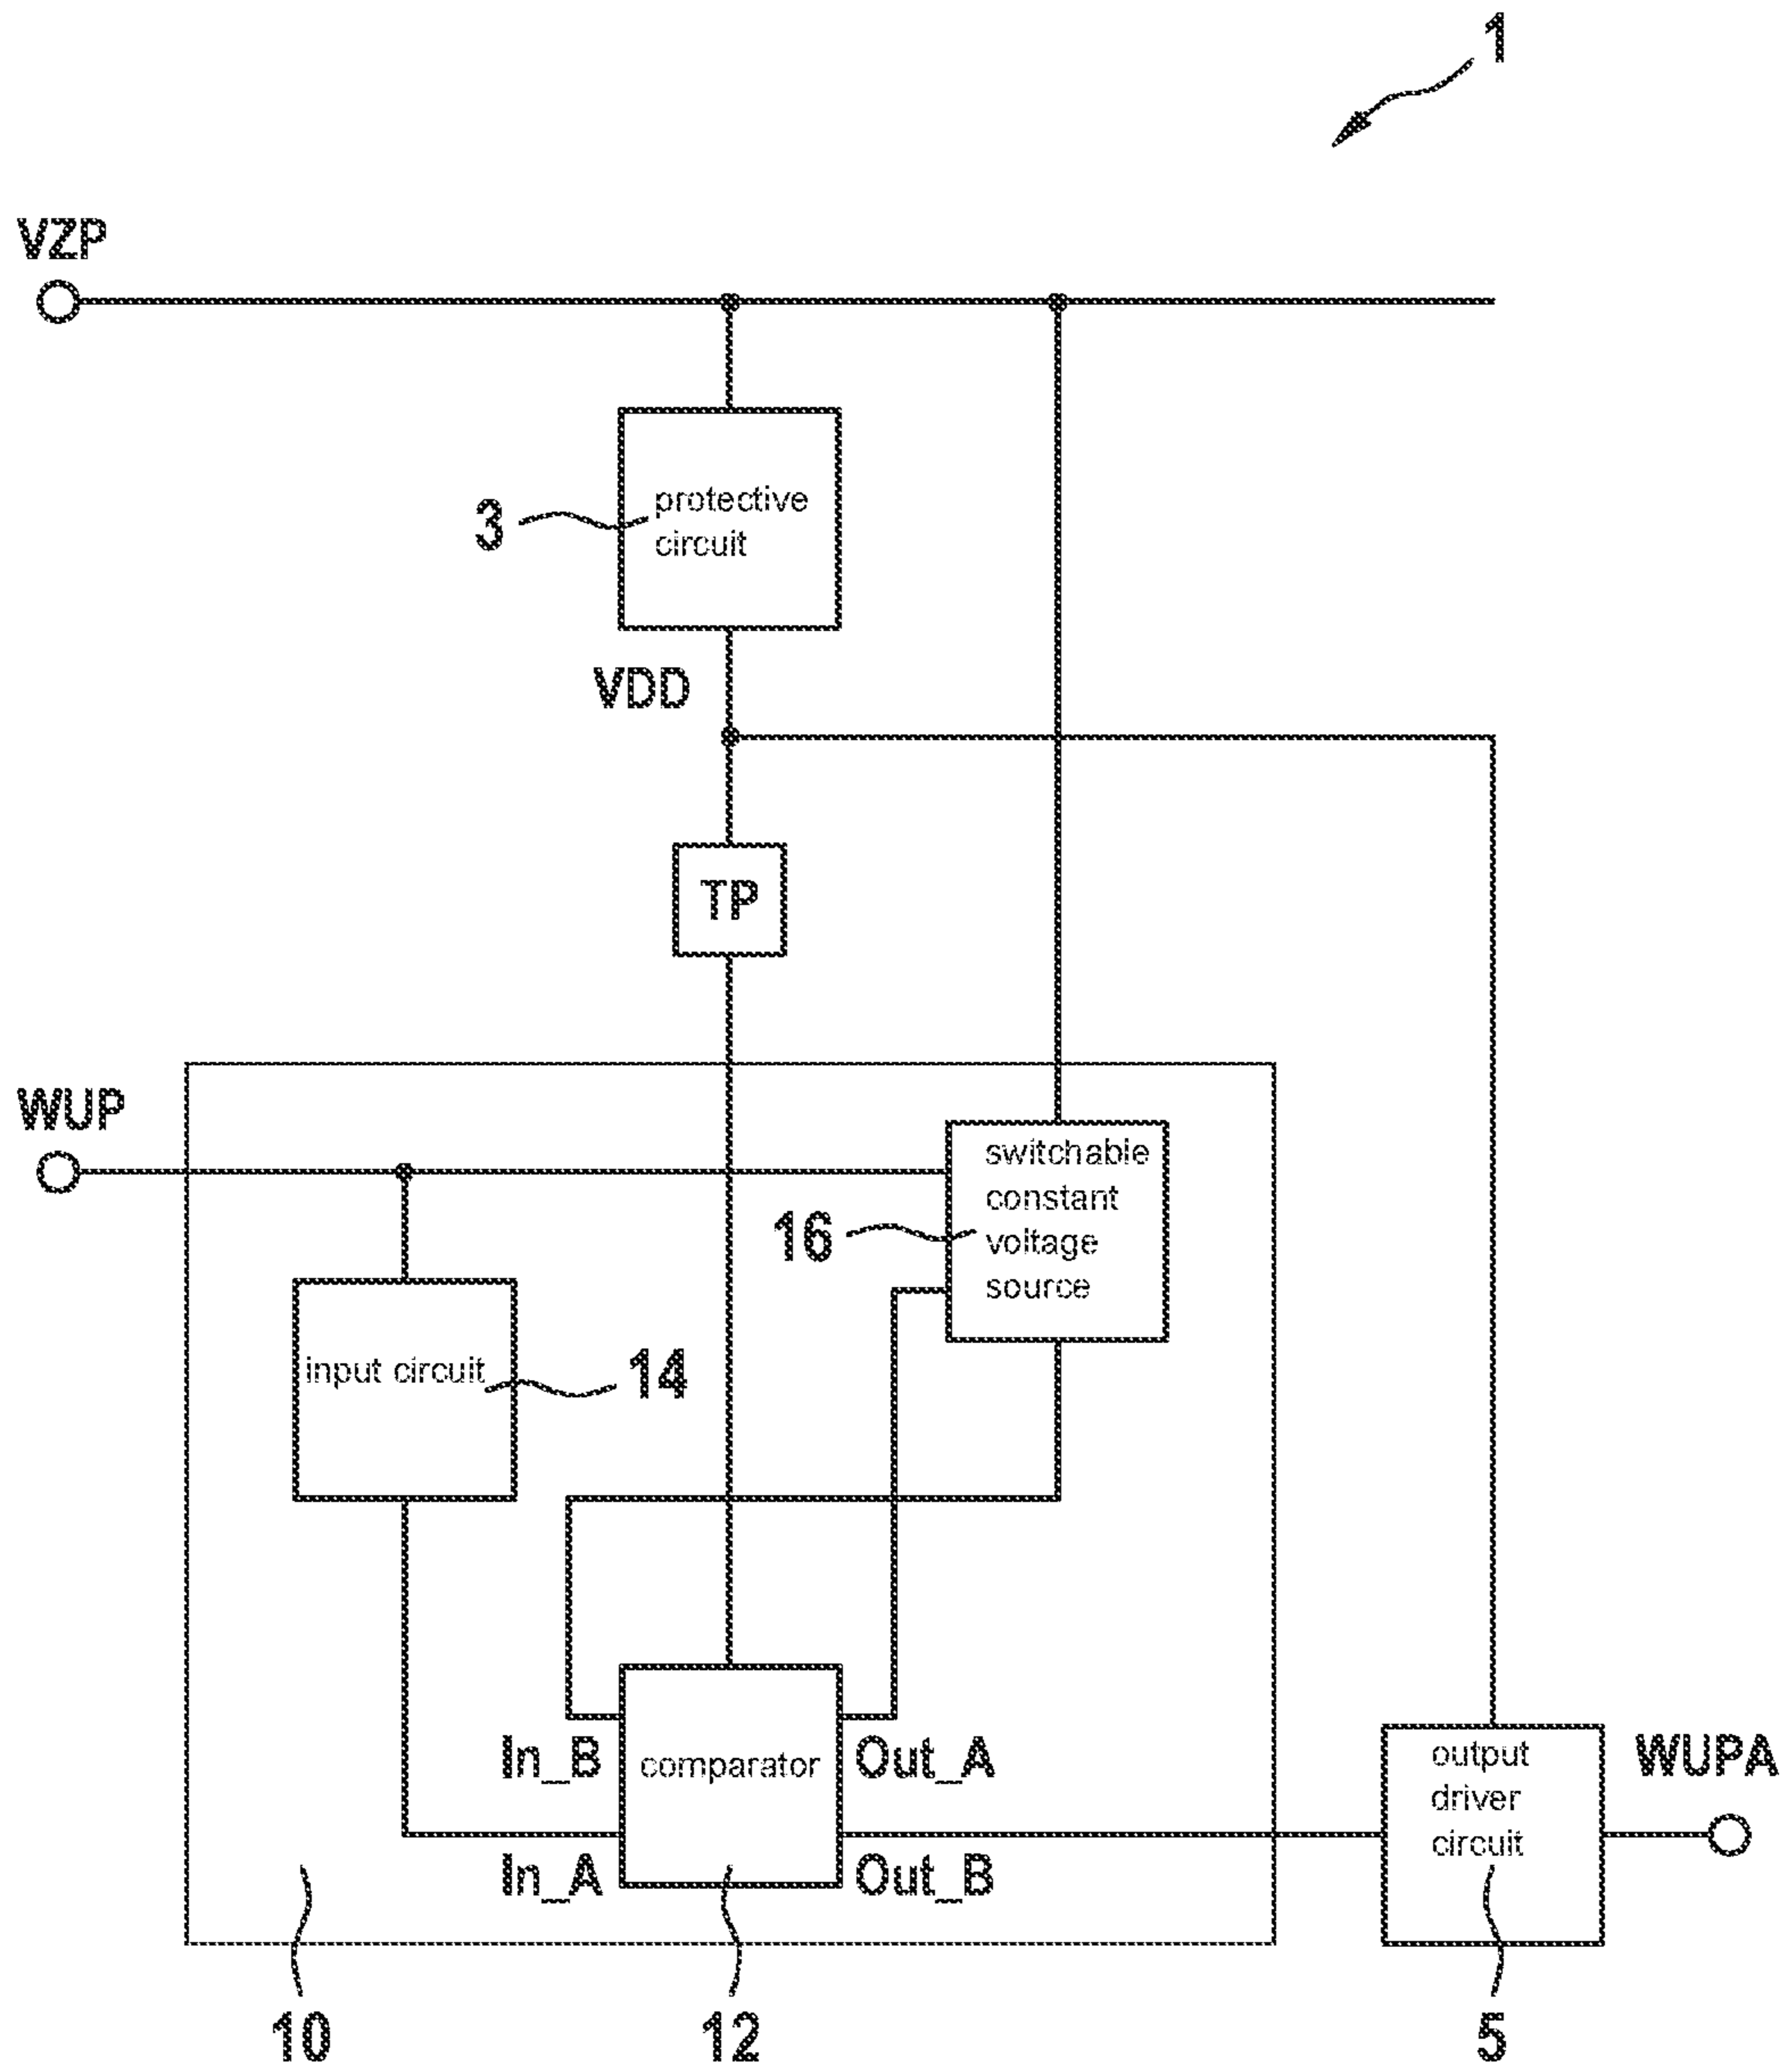 1
VZP
protective
circuit
3
VDD
TP
WUP
switchable
constant
voltage
source
16
input circuit
14
In_B
comparator
Out_A
output
driver
circuit
WUPA
In_A
Out_B
10
12
5